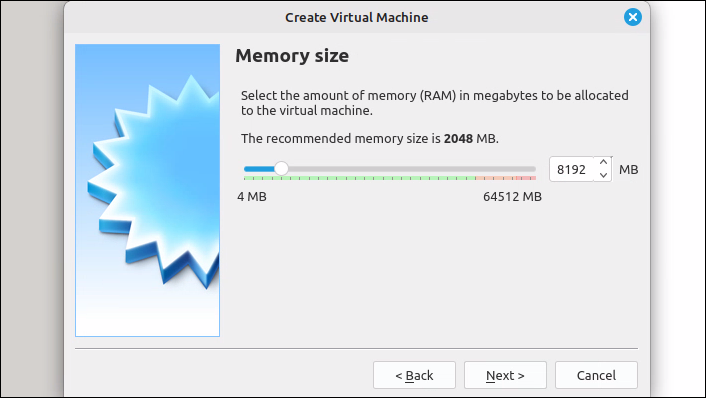 Create Virtual Machine
Memory size
Select the amount of memory (RAM) in megabytes to be allocated
to the virtual machine.
The recommended memory size is 2048 MB.
8192 MB
4 MB 64512 MB
< Back Next > Cancel